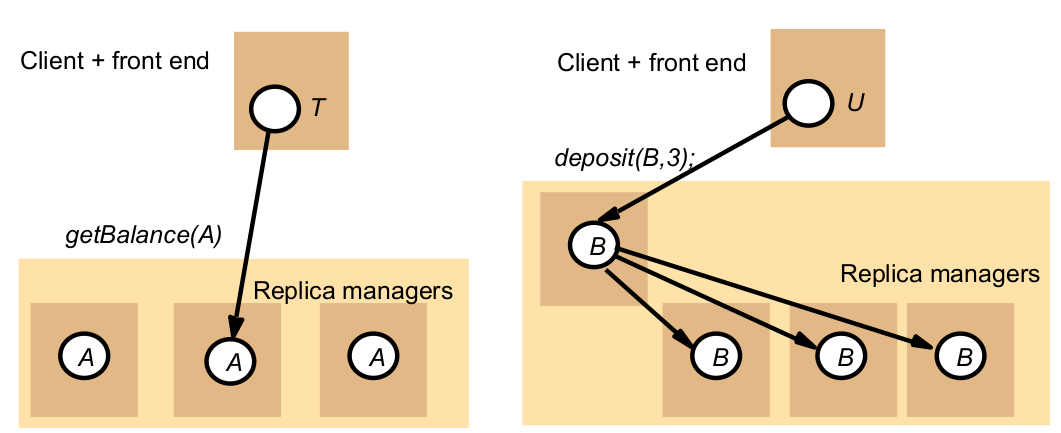 Client + front end
T
getBalance(A)
Replica managers
A
A
A
Client + front end
U
deposit(B,3);
B
Replica managers
B
B
B